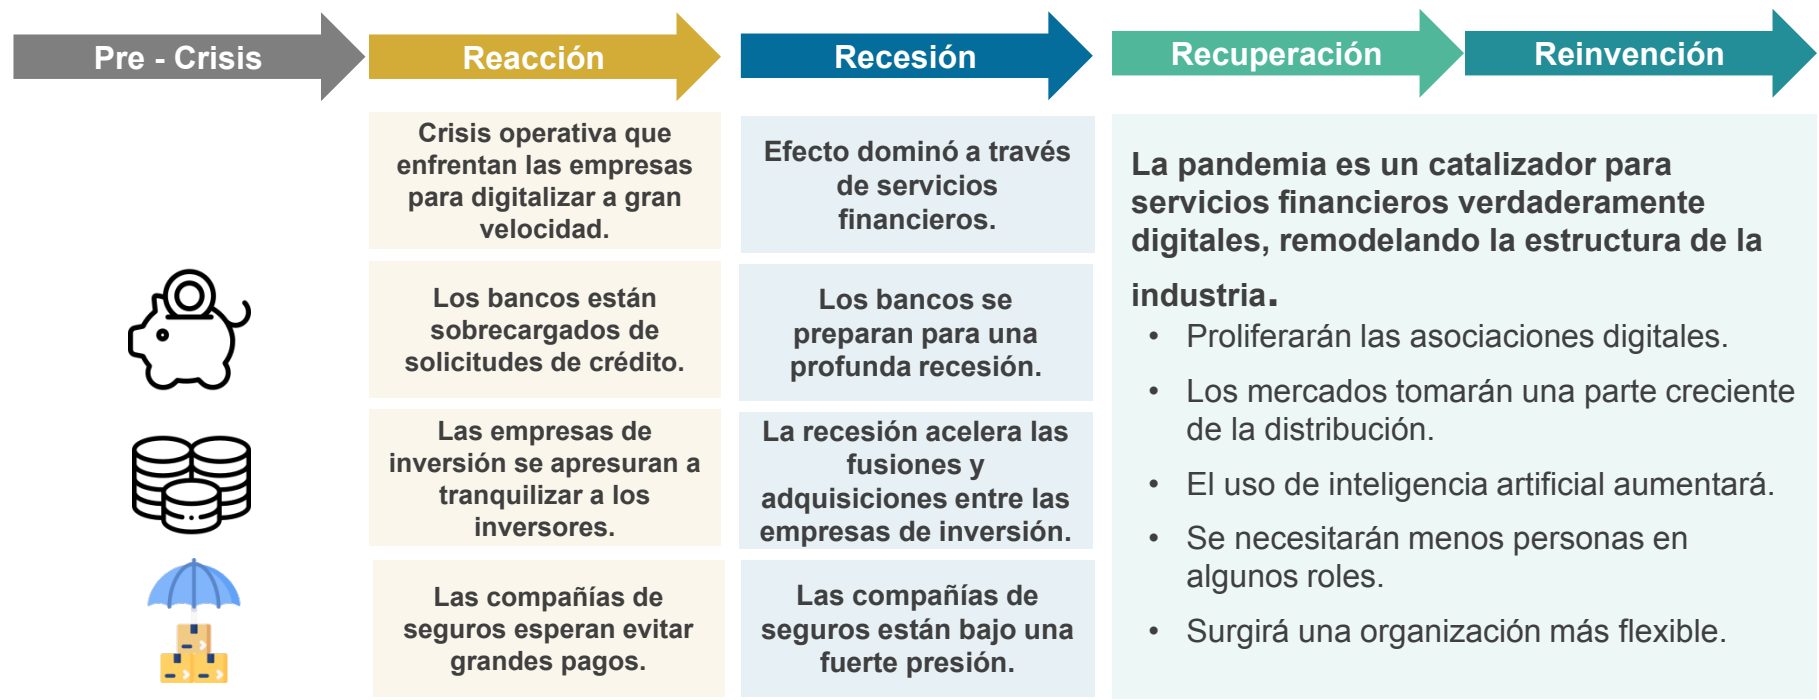 Pre - Crisis
Reacción
Recesión
Recuperación
Reinvención
Crisis operativa que
enfrentan las empresas
para digitalizar a gran
velocidad.
Efecto dominó a través
de servicios
financieros.
Los bancos están
sobrecargados de
solicitudes de crédito.
Los bancos se
preparan para una
profunda recesión.
Las empresas de
inversión se apresuran a
tranquilizar a los
inversores.
La recesión acelera las
fusiones y
adquisiciones entre las
empresas de inversión.
Las compañías de
seguros esperan evitar
grandes pagos.
Las compañías de
seguros están bajo una
fuerte presión.
La pandemia es un catalizador para
servicios financieros verdaderamente
digitales, remodelando la estructura de la
industria.
• Proliferarán las asociaciones digitales.
• Los mercados tomarán una parte creciente
de la distribución.
• El uso de inteligencia artificial aumentará.
• Se necesitarán menos personas en
algunos roles.
• Surgirá una organización más flexible.